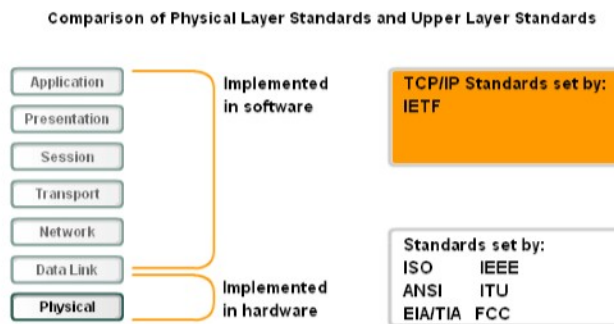 Comparison of Physical Layer Standards and Upper Layer Standards
Application
Presentation
Session
Transport
Network
Data Link
Physical
Implemented
in software
Implemented
in hardware
TCP/IP Standards set by:
IETF
Standards set by:
ISO IEEE
ANSI ITU
EIA/TIA FCC